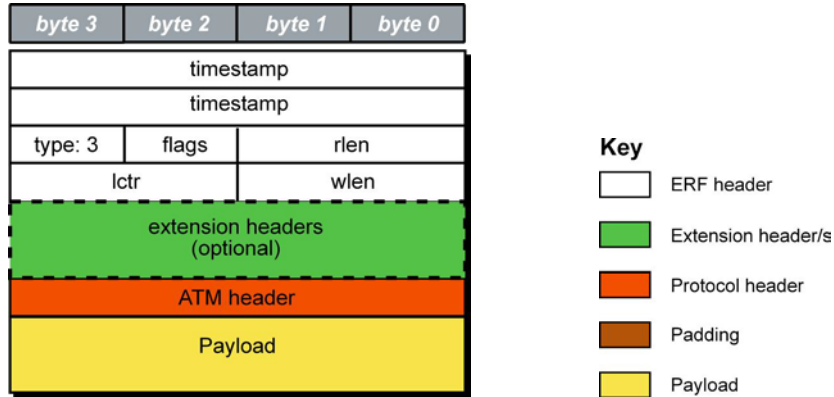 byte 3 byte 2 byte 1 byte 0
timestamp
timestamp
type: 3 flags rlen
lctr wlen
extension headers
(optional)
ATM header
Payload
Key
ERF header
Extension header/s
Protocol header
Padding
Payload